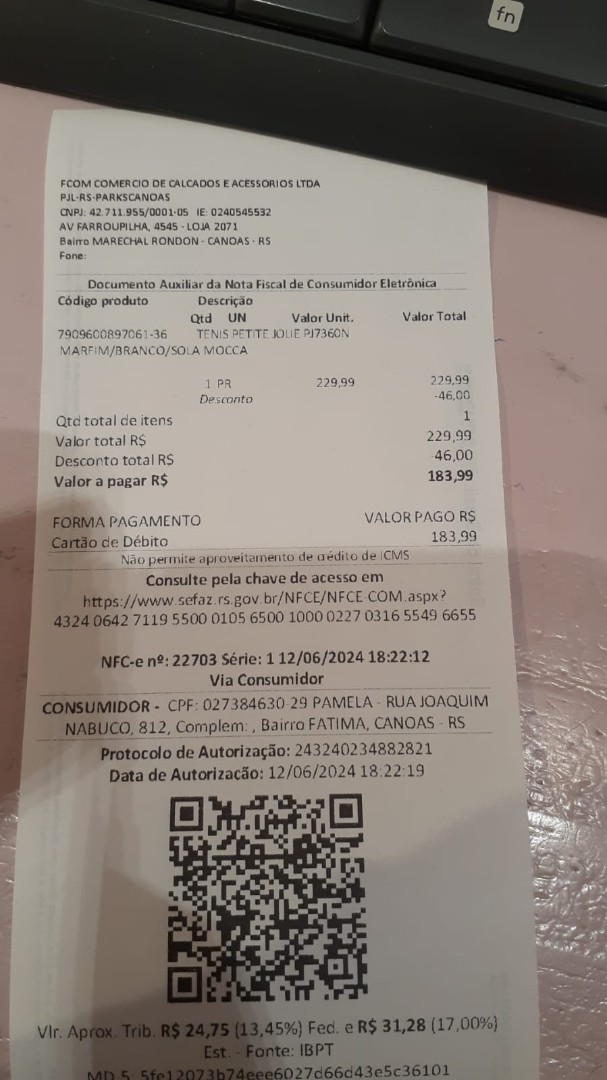 fn
FCOM COMERCIO DE CALCADOS E ACESSORIOS LTDA
PJL-RS-PARKSCANOAS
CNPJ: 42.711.955/0001-05 IE: 0240545532
AV FARROUPILHA, 4545 - LOJA 2071
Bairro MARECHAL RONDON - CANOAS - RS
Fone:
Documento Auxiliar da Nota Fiscal de Consumidor Eletrônica
Código produto Descrição
Qtd UN Valor Unit. Valor Total
7909600897061-36 TENIS PETITE JOLIE PJ7360N
MARFIM/BRANCO/SOLA MOCCA
1 PR 229,99 229,99
Desconto -46,00
Qtd total de itens 1
Valor total R$ 229,99
Desconto total R$ -46,00
Valor a pagar R$ 183,99
FORMA PAGAMENTO VALOR PAGO R$
Cartão de Débito 183,99
Não permite aproveitamento de crédito de ICMS
Consulte pela chave de acesso em
https://www.sefaz.rs.gov.br/NFCE/NFCE-COM.aspx?
4324 0642 7119 5500 0105 6500 1000 0227 0316 5549 6655
NFC-e nº: 22703 Série: 1 12/06/2024 18:22:12
Via Consumidor
CONSUMIDOR - CPF: 027384630-29 PAMELA - RUA JOAQUIM
NABUCO, 812, Complem: , Bairro FATIMA, CANOAS - RS
Protocolo de Autorização: 243240234882821
Data de Autorização: 12/06/2024 18:22:19
Vlr. Aprox. Trib. R$ 24,75 (13,45%) Fed. e R$ 31,28 (17,00%)
Est. - Fonte: IBPT
MD 5: 5fe12073b74eee6027d66d43e5c36101